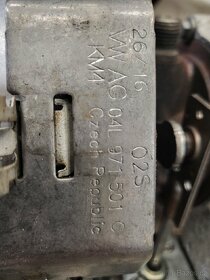 26/16 02S
VW AG 04L 971 501 C
KM4 Czech Republic